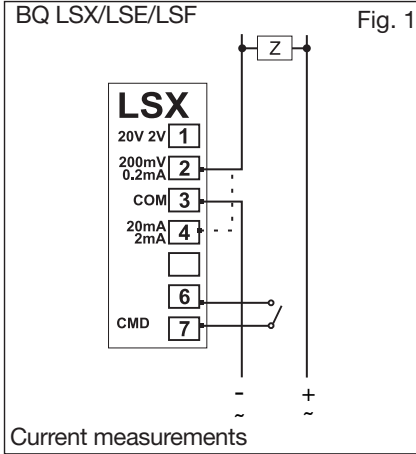 BQ LSX/LSE/LSF
Fig. 1
Z
LSX
20V 2V 1
200mV
0.2mA 2
COM 3
20mA
2mA 4
6
CMD 7
- +
~ ~
Current measurements